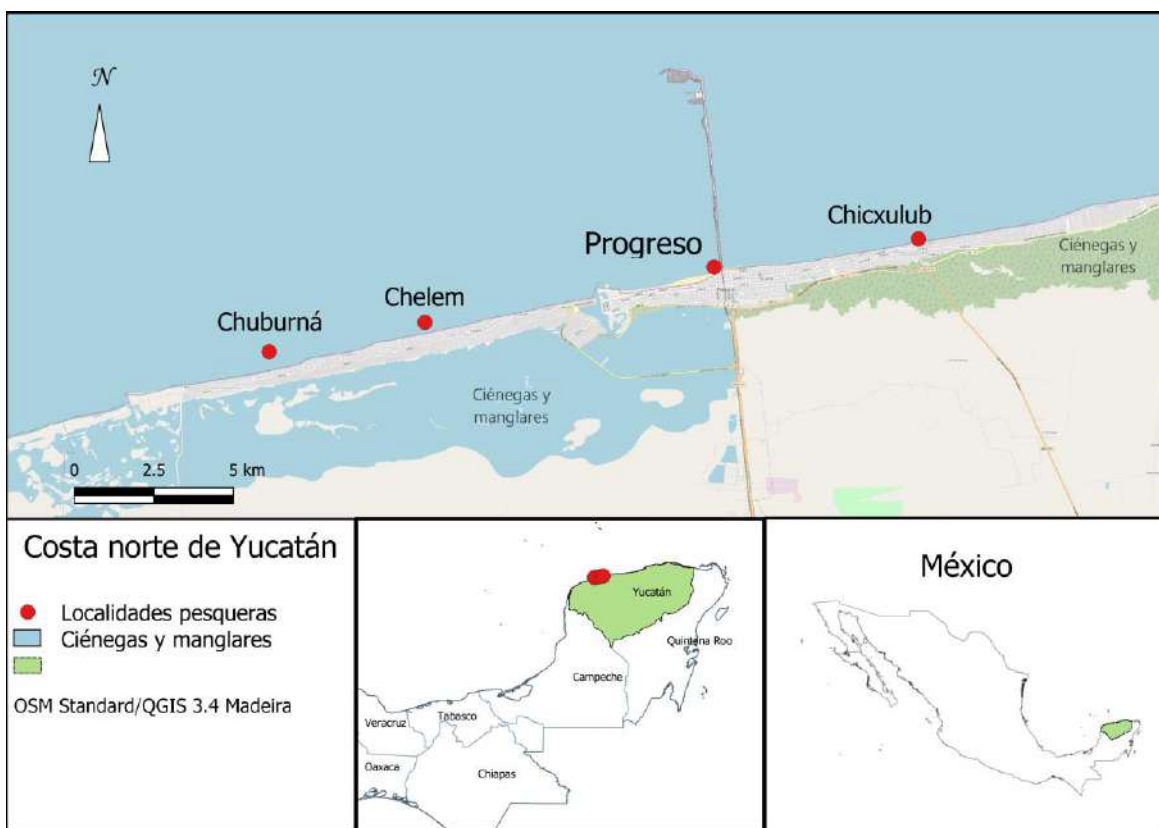 N
Chicxulub
Progreso
Ciénegas y
manglares
Chelem
Chuburná
Ciénegas y
manglares
0 2.5 5 km
Costa norte de Yucatán
Localidades pesqueras
Ciénegas y manglares
OSM Standard/QGIS 3.4 Madeira
Yucatán
Quintana Roo
Campeche
Tabasco
Veracruz
Oaxaca
Chiapas
México